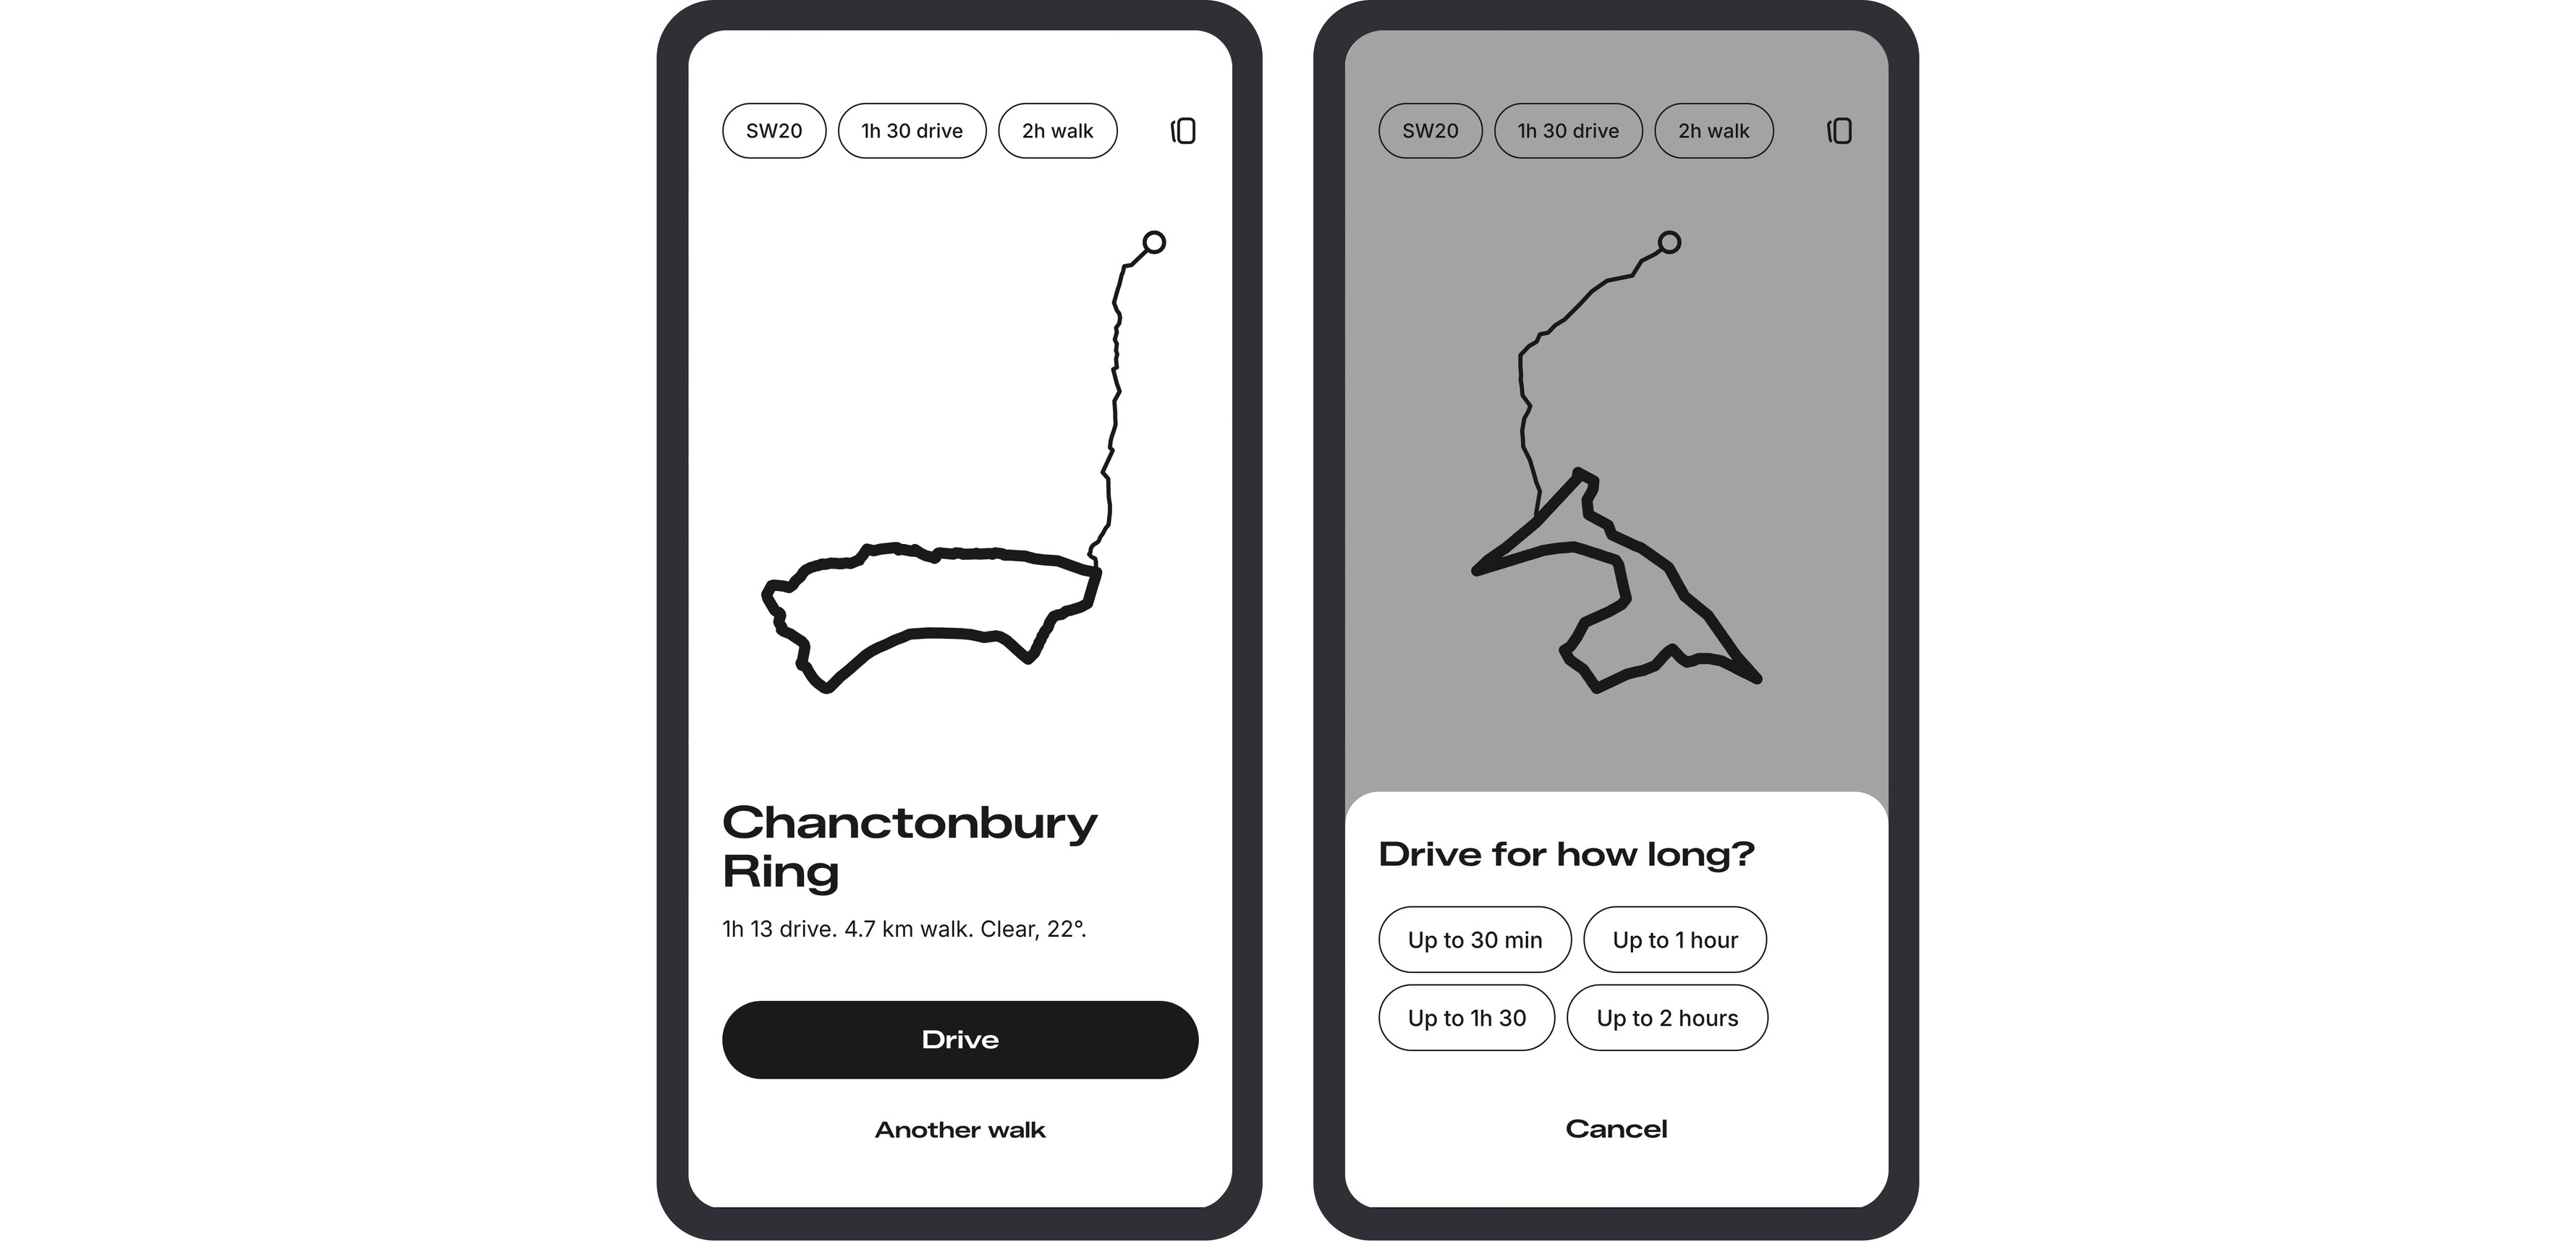 SW20
1h 30 drive
2h walk
Chanctonbury
Ring
1h 13 drive. 4.7 km walk. Clear, 22°.
Drive
Another walk
SW20
1h 30 drive
2h walk
Drive for how long?
Up to 30 min
Up to 1 hour
Up to 1h 30
Up to 2 hours
Cancel